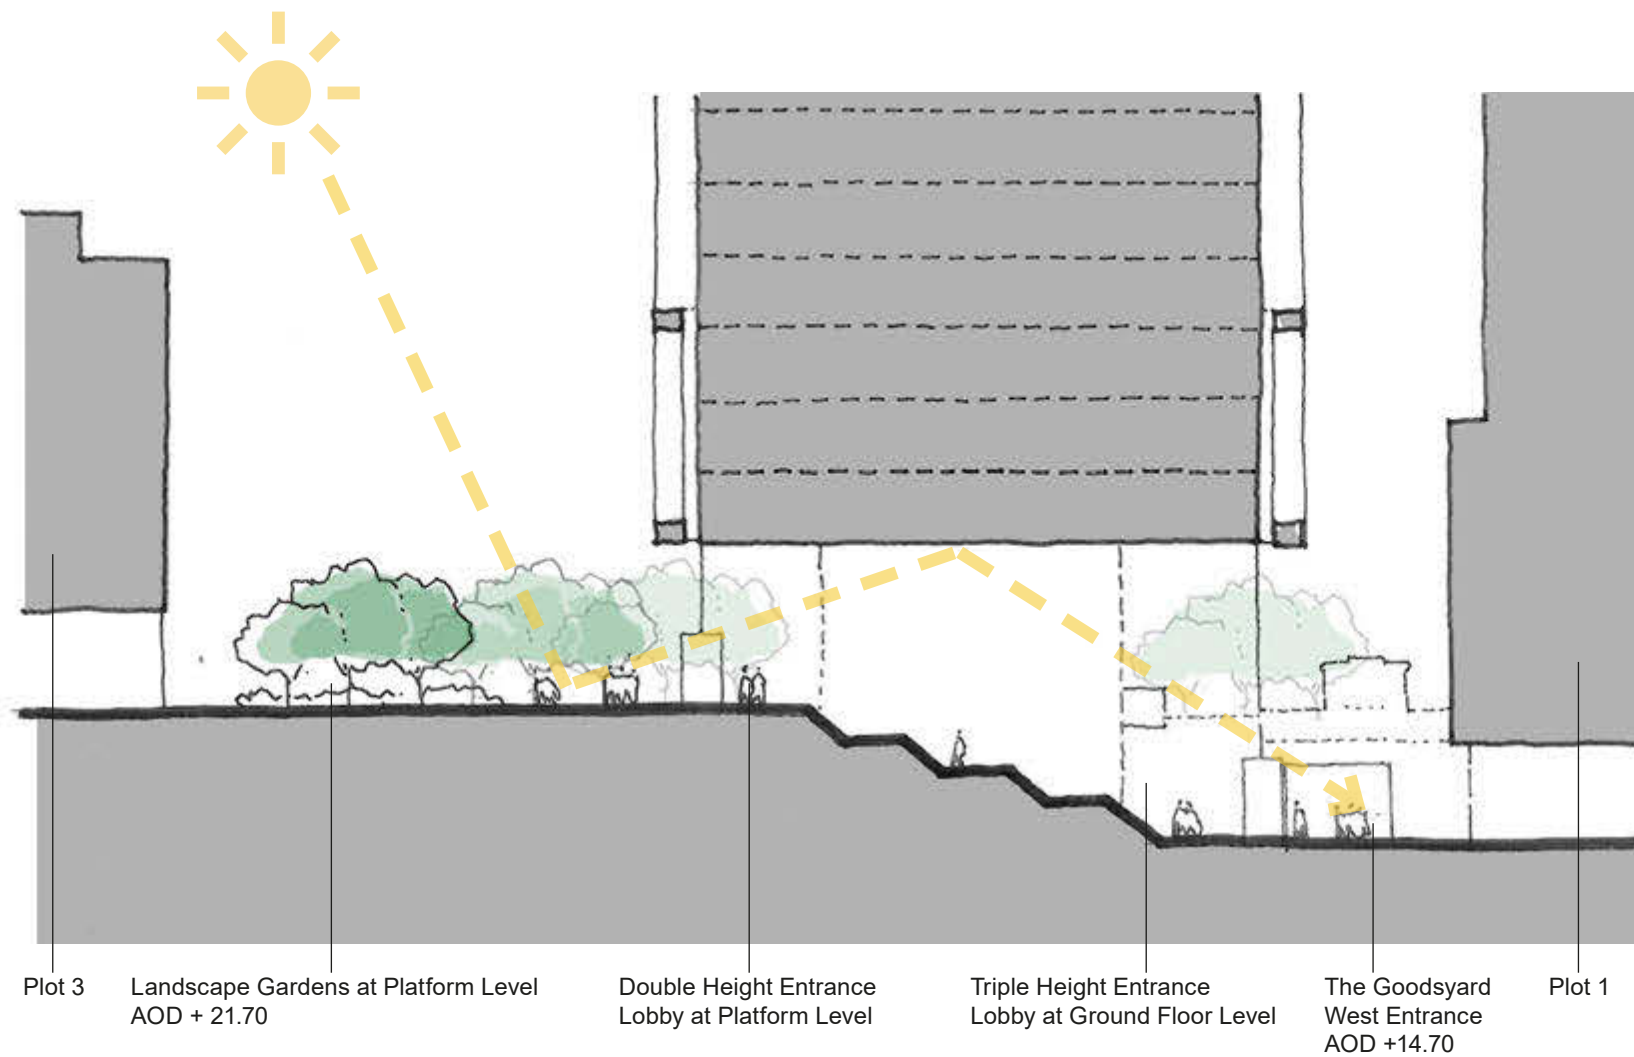 Plot 3
Landscape Gardens at Platform Level
AOD + 21.70
Double Height Entrance
Lobby at Platform Level
Triple Height Entrance
Lobby at Ground Floor Level
The Goodsyard
West Entrance
AOD +14.70
Plot 1